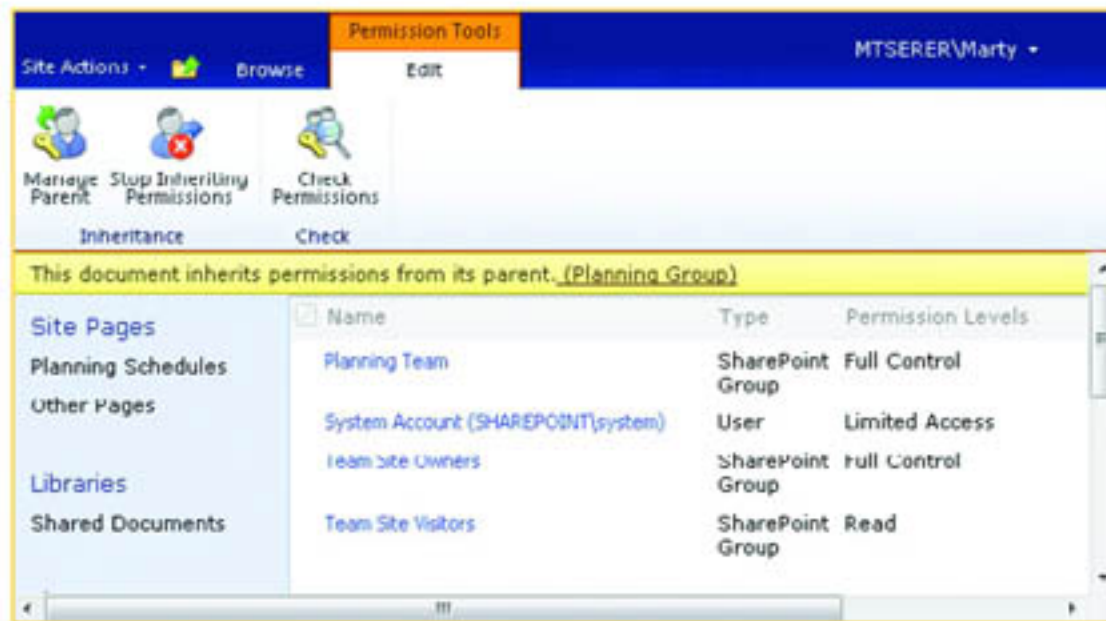 Permission Tools
MTSERER\Marty
Site Actions
Browse
Edit
Manage Parent
Stop Inheriting Permissions
Check Permissions
Inheritance
Check
This document inherits permissions from its parent. (Planning Group)
Site Pages
Planning Schedules
Other Pages
Libraries
Shared Documents
Name Type Permission Levels
Planning Team SharePoint Group Full Control
System Account (SHAREPOINT\system) User Limited Access
Team Site Owners SharePoint Group Full Control
Team Site Visitors SharePoint Group Read